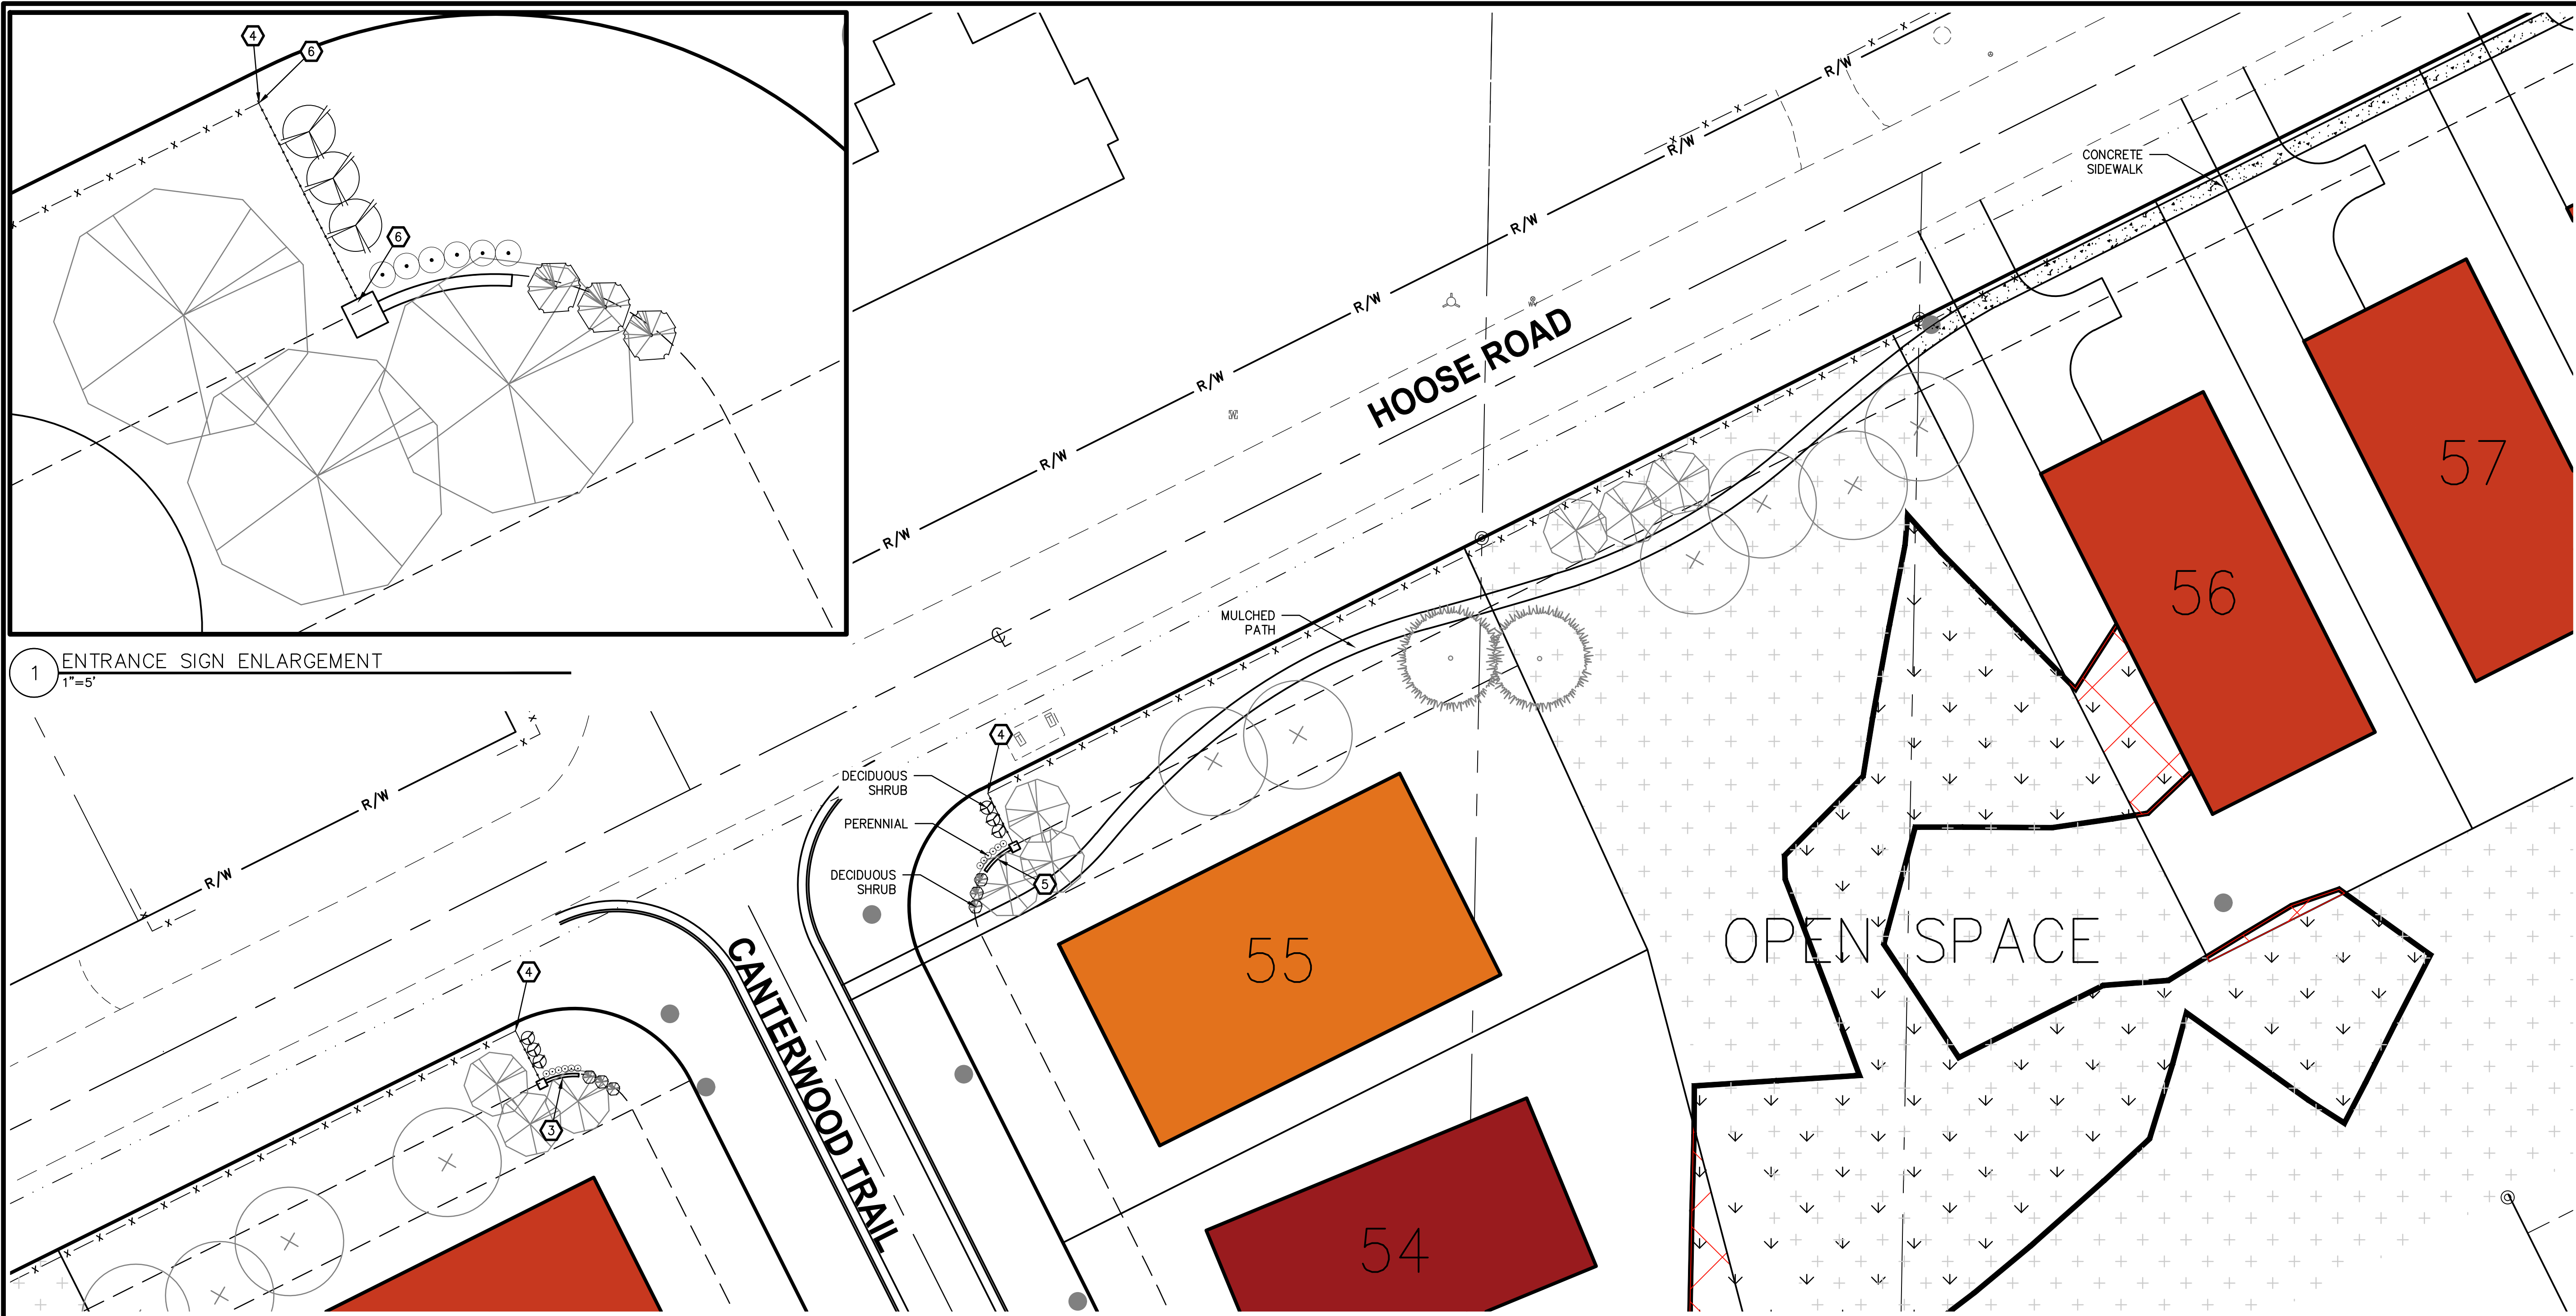 4
6
6
1
ENTRANCE SIGN ENLARGEMENT
1"=5'
R/W
R/W
R/W
R/W
R/W
R/W
R/W
R/W
R/W
HOOSE ROAD
CONCRETE
SIDEWALK
57
56
MULCHED
PATH
℄
4
DECIDUOUS
SHRUB
PERENNIAL
DECIDUOUS
SHRUB
5
55
OPEN SPACE
CANTERWOOD TRAIL
4
3
54